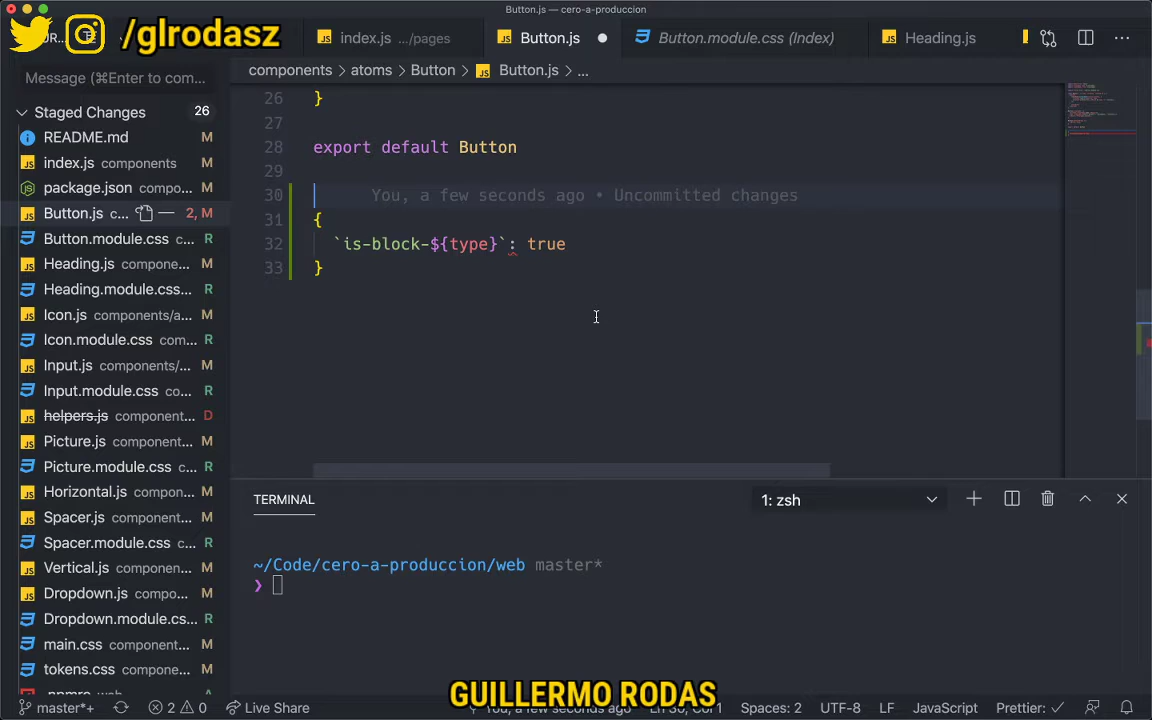 Button.js — cero-a-produccion
/glrodasz
index.js .../pages
Button.js
Button.module.css (Index)
Heading.js
components > atoms > Button > Button.js > ...
Message (⌘Enter to com...
Staged Changes 26
README.md M
index.js components M
package.json compo... M
Button.js c... 2, M
Button.module.css com... R
Heading.js compone... M
Heading.module.css... R
Icon.js components/a... M
Icon.module.css com... R
Input.js components/... M
Input.module.css co... R
helpers.js component... D
Picture.js component... M
Picture.module.css c... R
Horizontal.js compon... M
Spacer.js component... M
Spacer.module.css c... R
Vertical.js compone... M
Dropdown.js compo... M
Dropdown.module.cs... R
main.css component... M
tokens.css compone... M
26 }
27
28 export default Button
29
30 You, a few seconds ago • Uncommitted changes
31 {
32 `is-block-${type}`: true
33 }
TERMINAL
1: zsh
~/Code/cero-a-produccion/web master*
❯
GUILLERMO RODAS
master*+
2 0
Live Share
You, a few seconds ago
Ln 30, Col 1
Spaces: 2
UTF-8
LF
JavaScript
Prettier: ✓